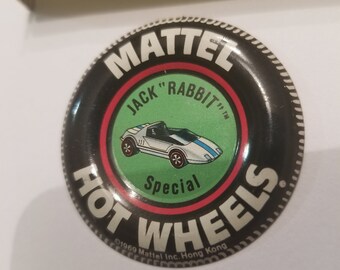 MATTEL
JACK "RABBIT"™
Special
HOT WHEELS
©1969 Mattel Inc. Hong Kong